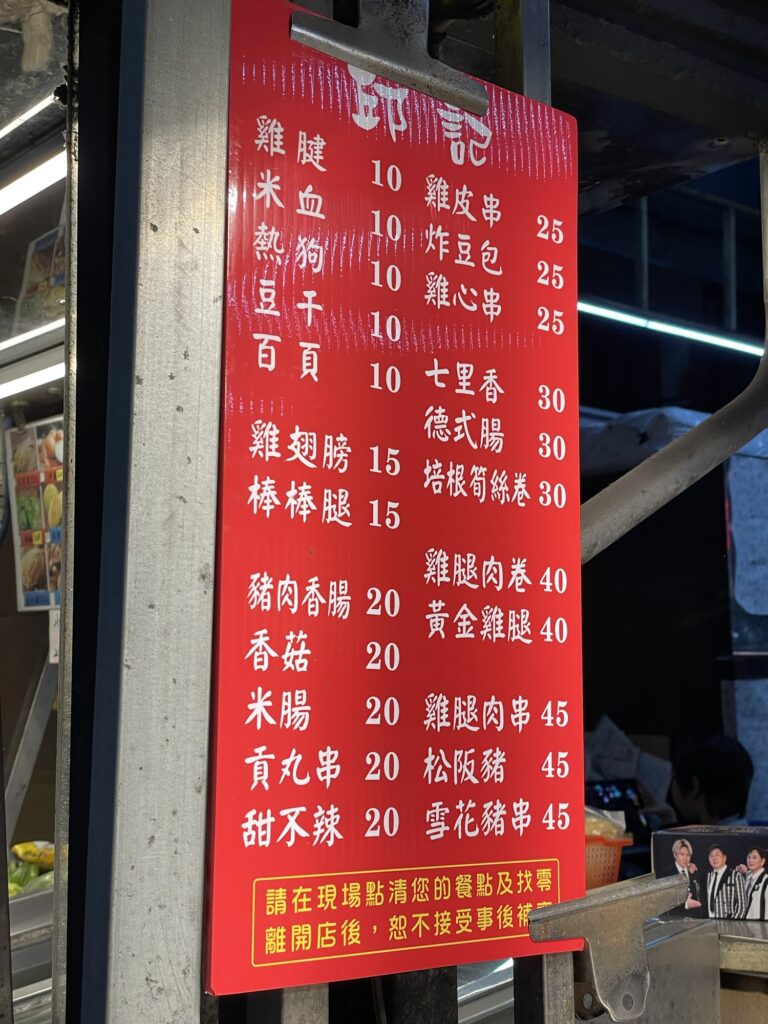 邱記
雞腱 10
米血 10
熱狗 10
豆干 10
百頁 10
雞翅膀 15
棒棒腿 15
豬肉香腸 20
香菇 20
米腸 20
貢丸串 20
甜不辣 20
雞皮串 25
炸豆包 25
雞心串 25
七里香 30
德式腸 30
培根筍絲卷 30
雞腿肉卷 40
黃金雞腿 40
雞腿肉串 45
松阪豬 45
雪花豬串 45
請在現場點清您的餐點及找零
離開店後，恕不接受事後補